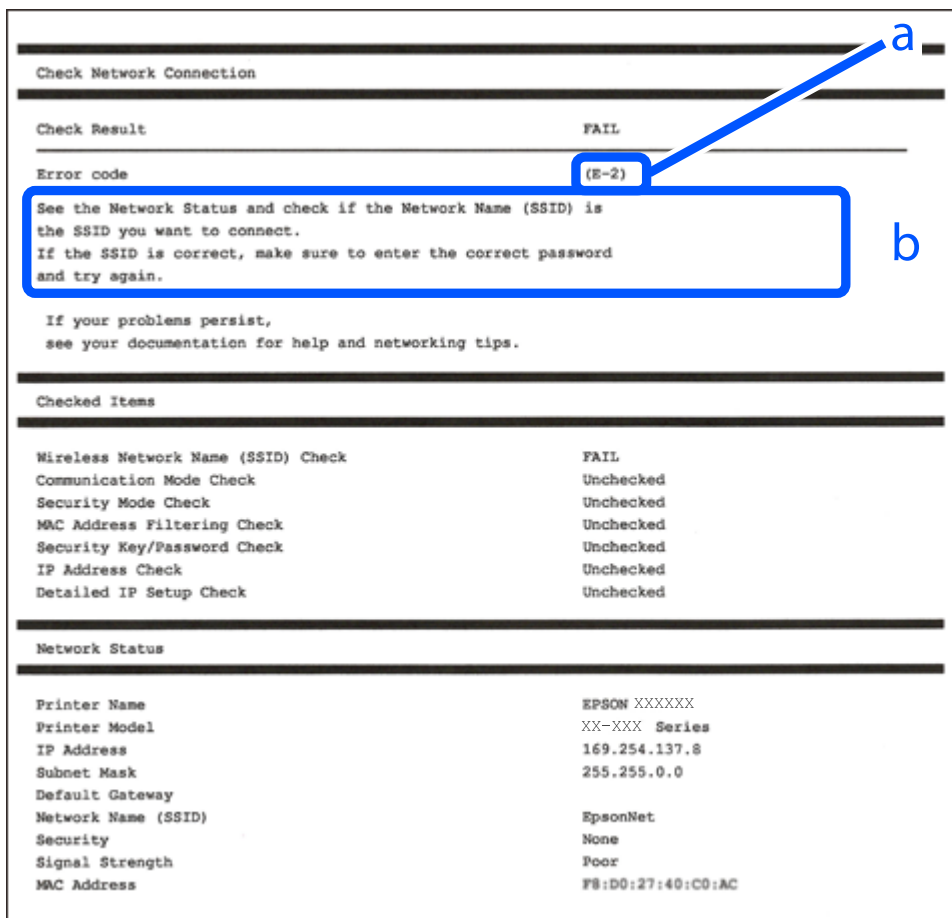 a
Check Network Connection
Check Result FAIL
Error code (E-2)
b
See the Network Status and check if the Network Name (SSID) is
the SSID you want to connect.
If the SSID is correct, make sure to enter the correct password
and try again.
If your problems persist,
see your documentation for help and networking tips.
Checked Items
Wireless Network Name (SSID) Check FAIL
Communication Mode Check Unchecked
Security Mode Check Unchecked
MAC Address Filtering Check Unchecked
Security Key/Password Check Unchecked
IP Address Check Unchecked
Detailed IP Setup Check Unchecked
Network Status
Printer Name EPSON XXXXXX
Printer Model XX-XXX Series
IP Address 169.254.137.8
Subnet Mask 255.255.0.0
Default Gateway
Network Name (SSID) EpsonNet
Security None
Signal Strength Poor
MAC Address F8:D0:27:40:C0:AC